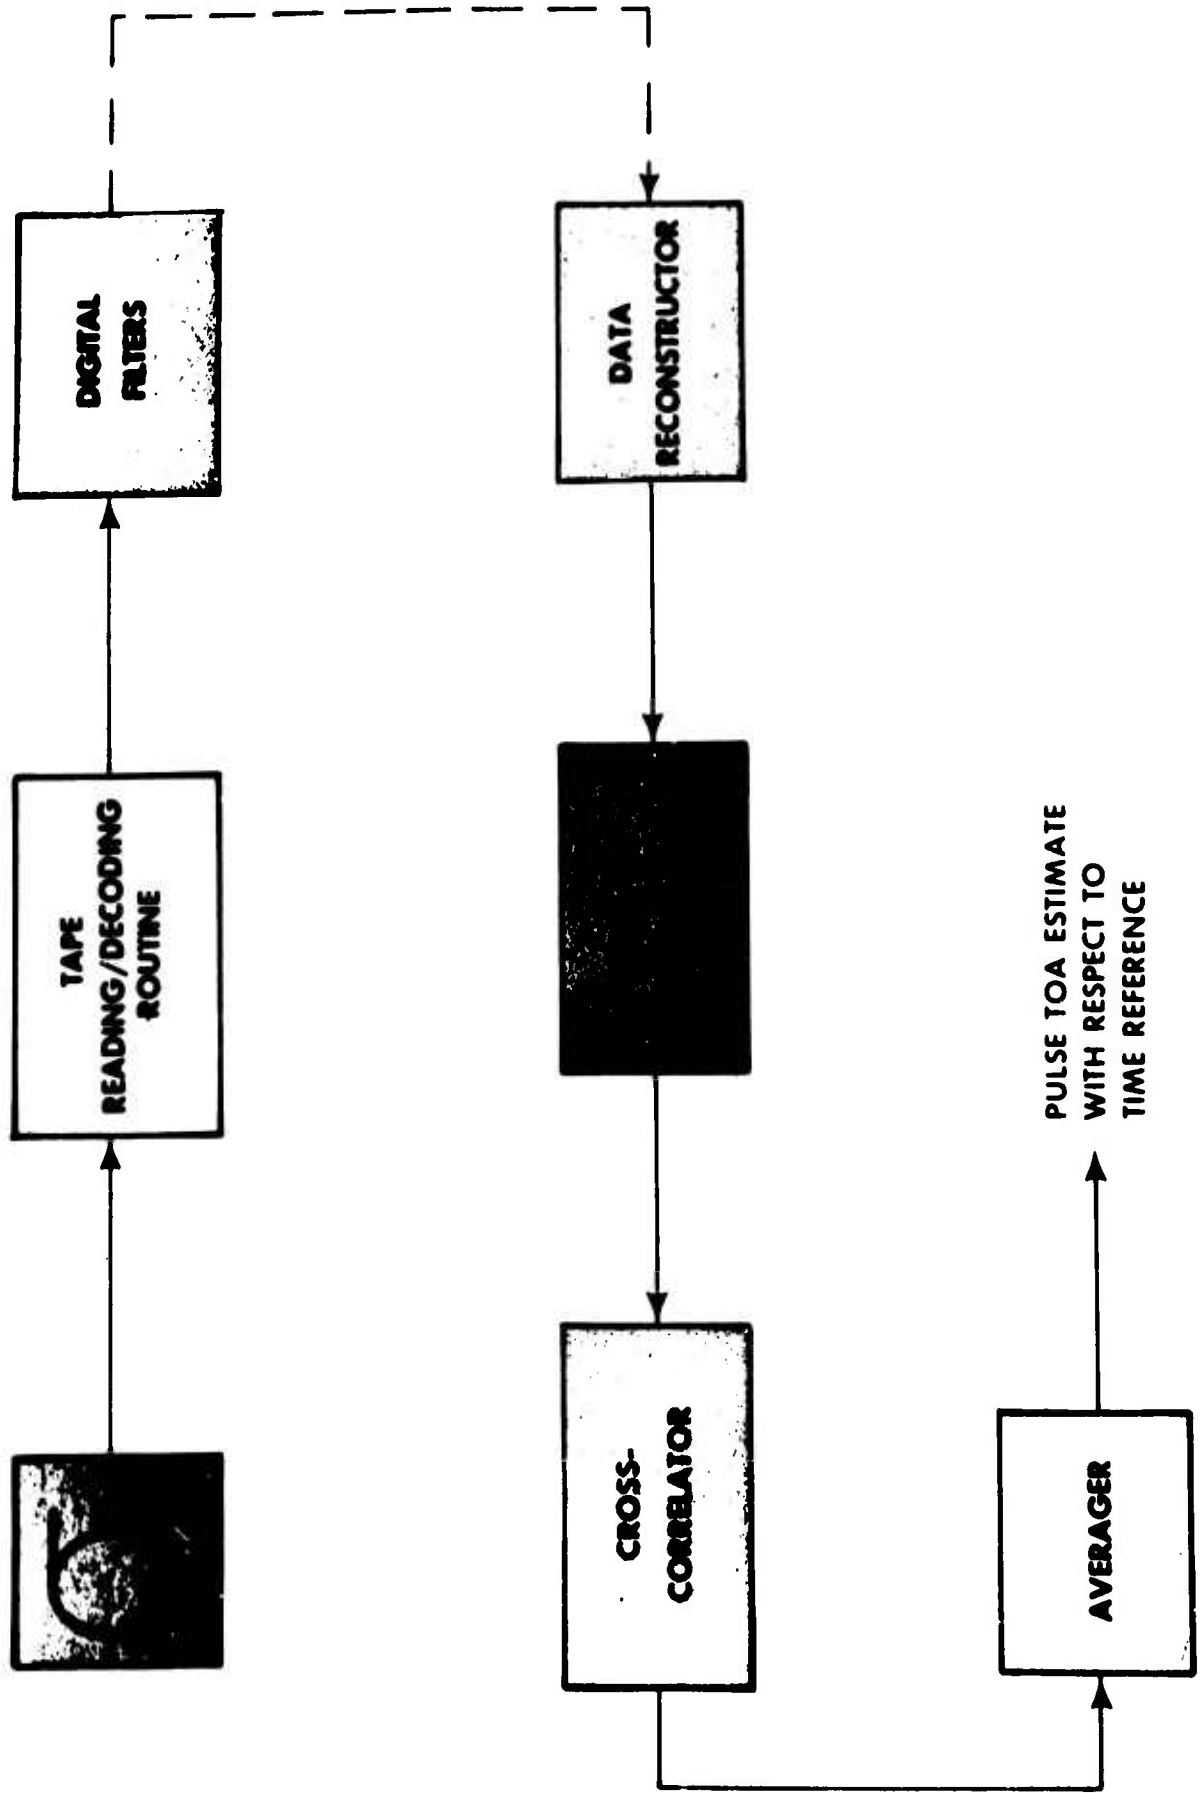 TAPE
READING/DECODING
ROUTINE
DIGITAL
FILTERS
DATA
RECONSTRUCTOR
CROSS-
CORRELATOR
AVERAGER
PULSE TOA ESTIMATE
WITH RESPECT TO
TIME REFERENCE